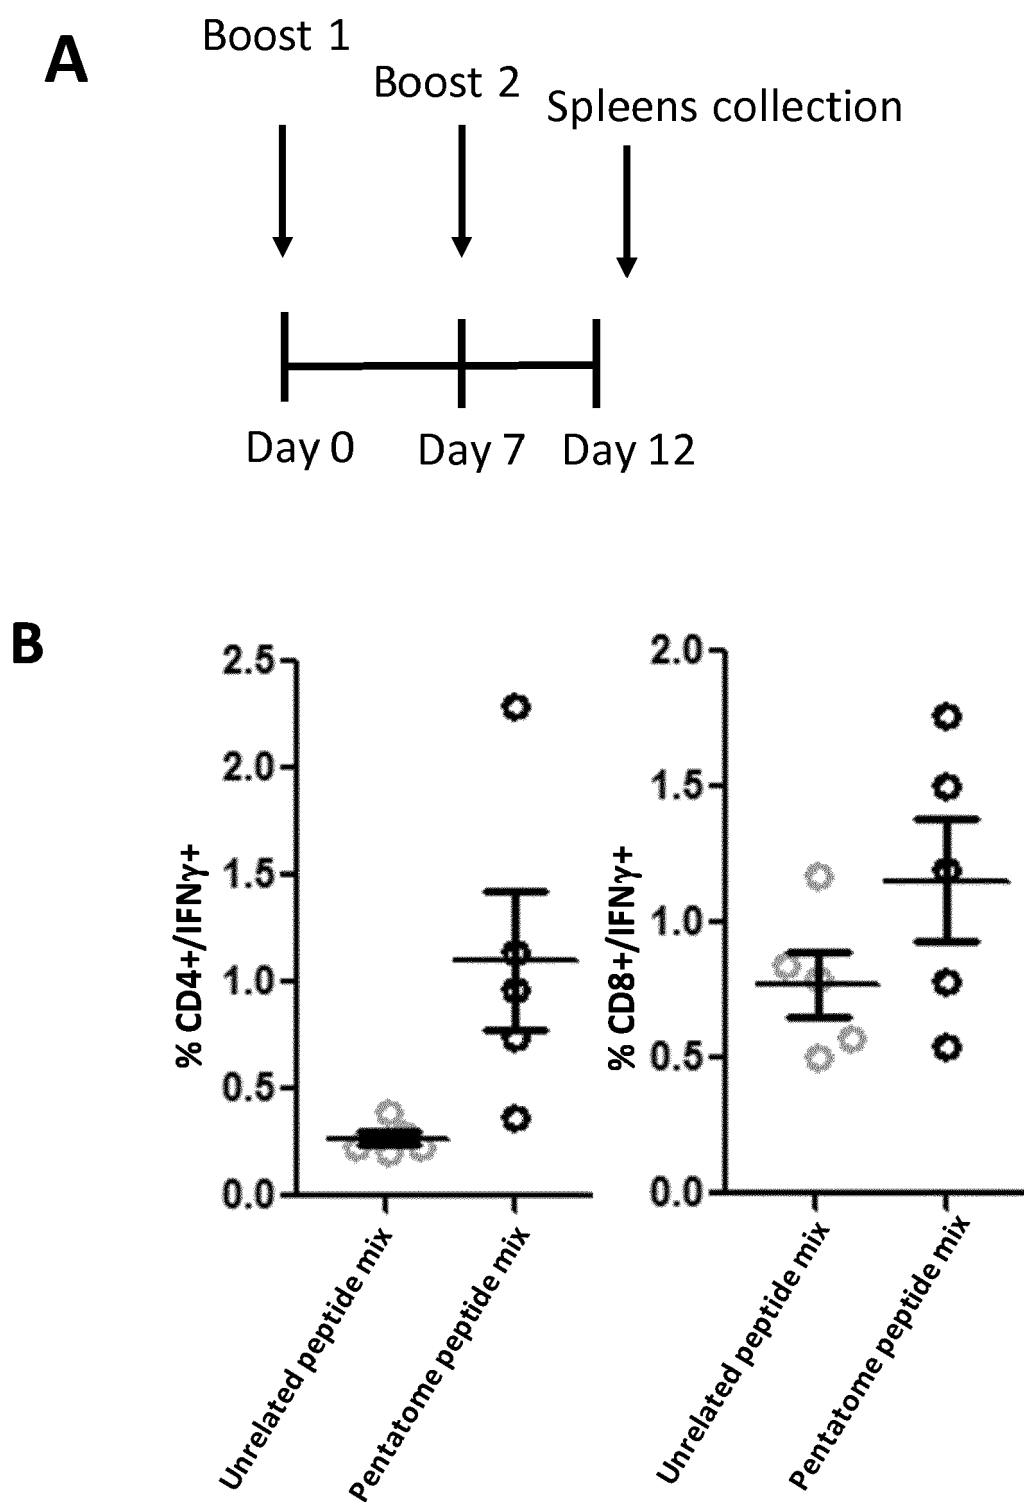 A
Boost 1
Boost 2
Spleens collection
Day 0
Day 7
Day 12
B
2.5
2.0
1.5
1.0
0.5
0.0
% CD4+/IFNγ+
Unrelated peptide mix
Pentatome peptide mix
2.0
1.5
1.0
0.5
0.0
% CD8+/IFNγ+
Unrelated peptide mix
Pentatome peptide mix